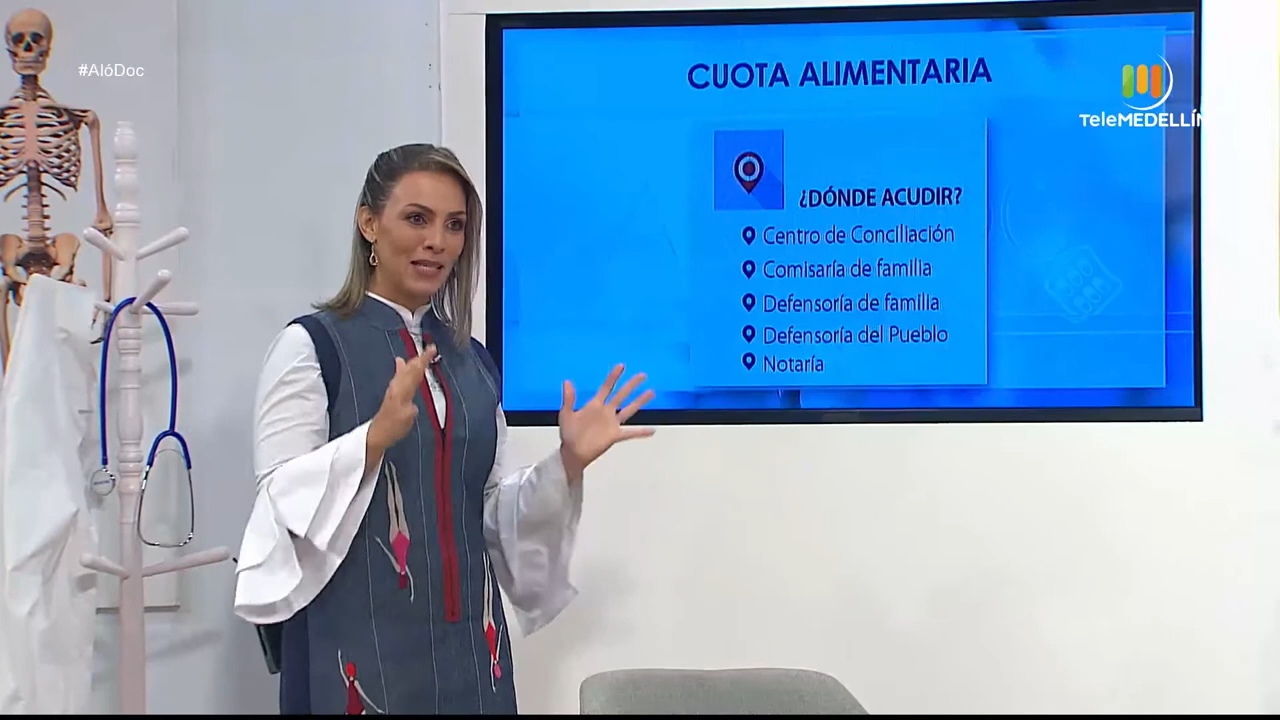 #AlóDoc
CUOTA ALIMENTARIA
TeleMEDELLÍN
¿DÓNDE ACUDIR?
Centro de Conciliación
Comisaría de familia
Defensoría de familia
Defensoría del Pueblo
Notaría